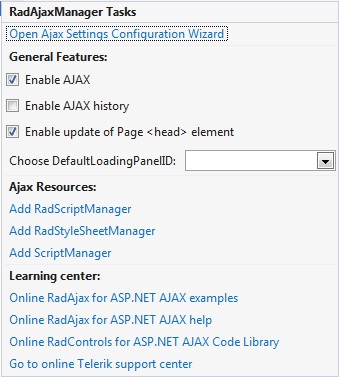 RadAjaxManager Tasks
Open Ajax Settings Configuration Wizard
General Features:
Enable AJAX
Enable AJAX history
Enable update of Page <head> element
Choose DefaultLoadingPanelID:
Ajax Resources:
Add RadScriptManager
Add RadStyleSheetManager
Add ScriptManager
Learning center:
Online RadAjax for ASP.NET AJAX examples
Online RadAjax for ASP.NET AJAX help
Online RadControls for ASP.NET AJAX Code Library
Go to online Telerik support center